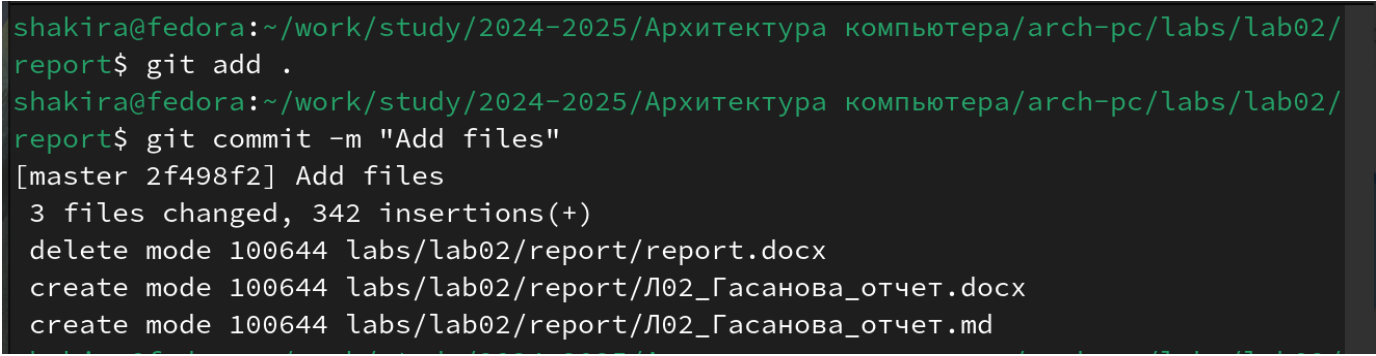 shakira@fedora:~/work/study/2024-2025/Архитектура компьютера/arch-pc/labs/lab02/
report$ git add .
shakira@fedora:~/work/study/2024-2025/Архитектура компьютера/arch-pc/labs/lab02/
report$ git commit -m "Add files"
[master 2f498f2] Add files
 3 files changed, 342 insertions(+)
 delete mode 100644 labs/lab02/report/report.docx
 create mode 100644 labs/lab02/report/Л02_Гасанова_отчет.docx
 create mode 100644 labs/lab02/report/Л02_Гасанова_отчет.md